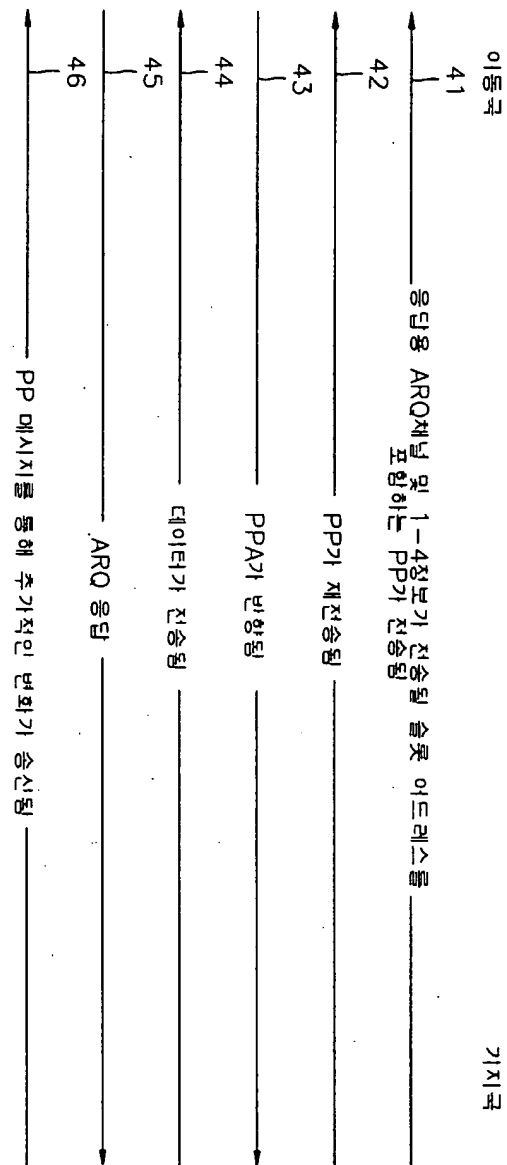 이동국
기지국
41
응답용 ARQ채널 및 1-4정보가 전송될 슬롯 어드레스를
포함하는 PP가 전송됨
42
PP가 재전송됨
43
PPA가 반향됨
44
데이터가 전송됨
45
ARQ 응답
46
PP 메시지를 통해 추가적인 변화가 송신됨